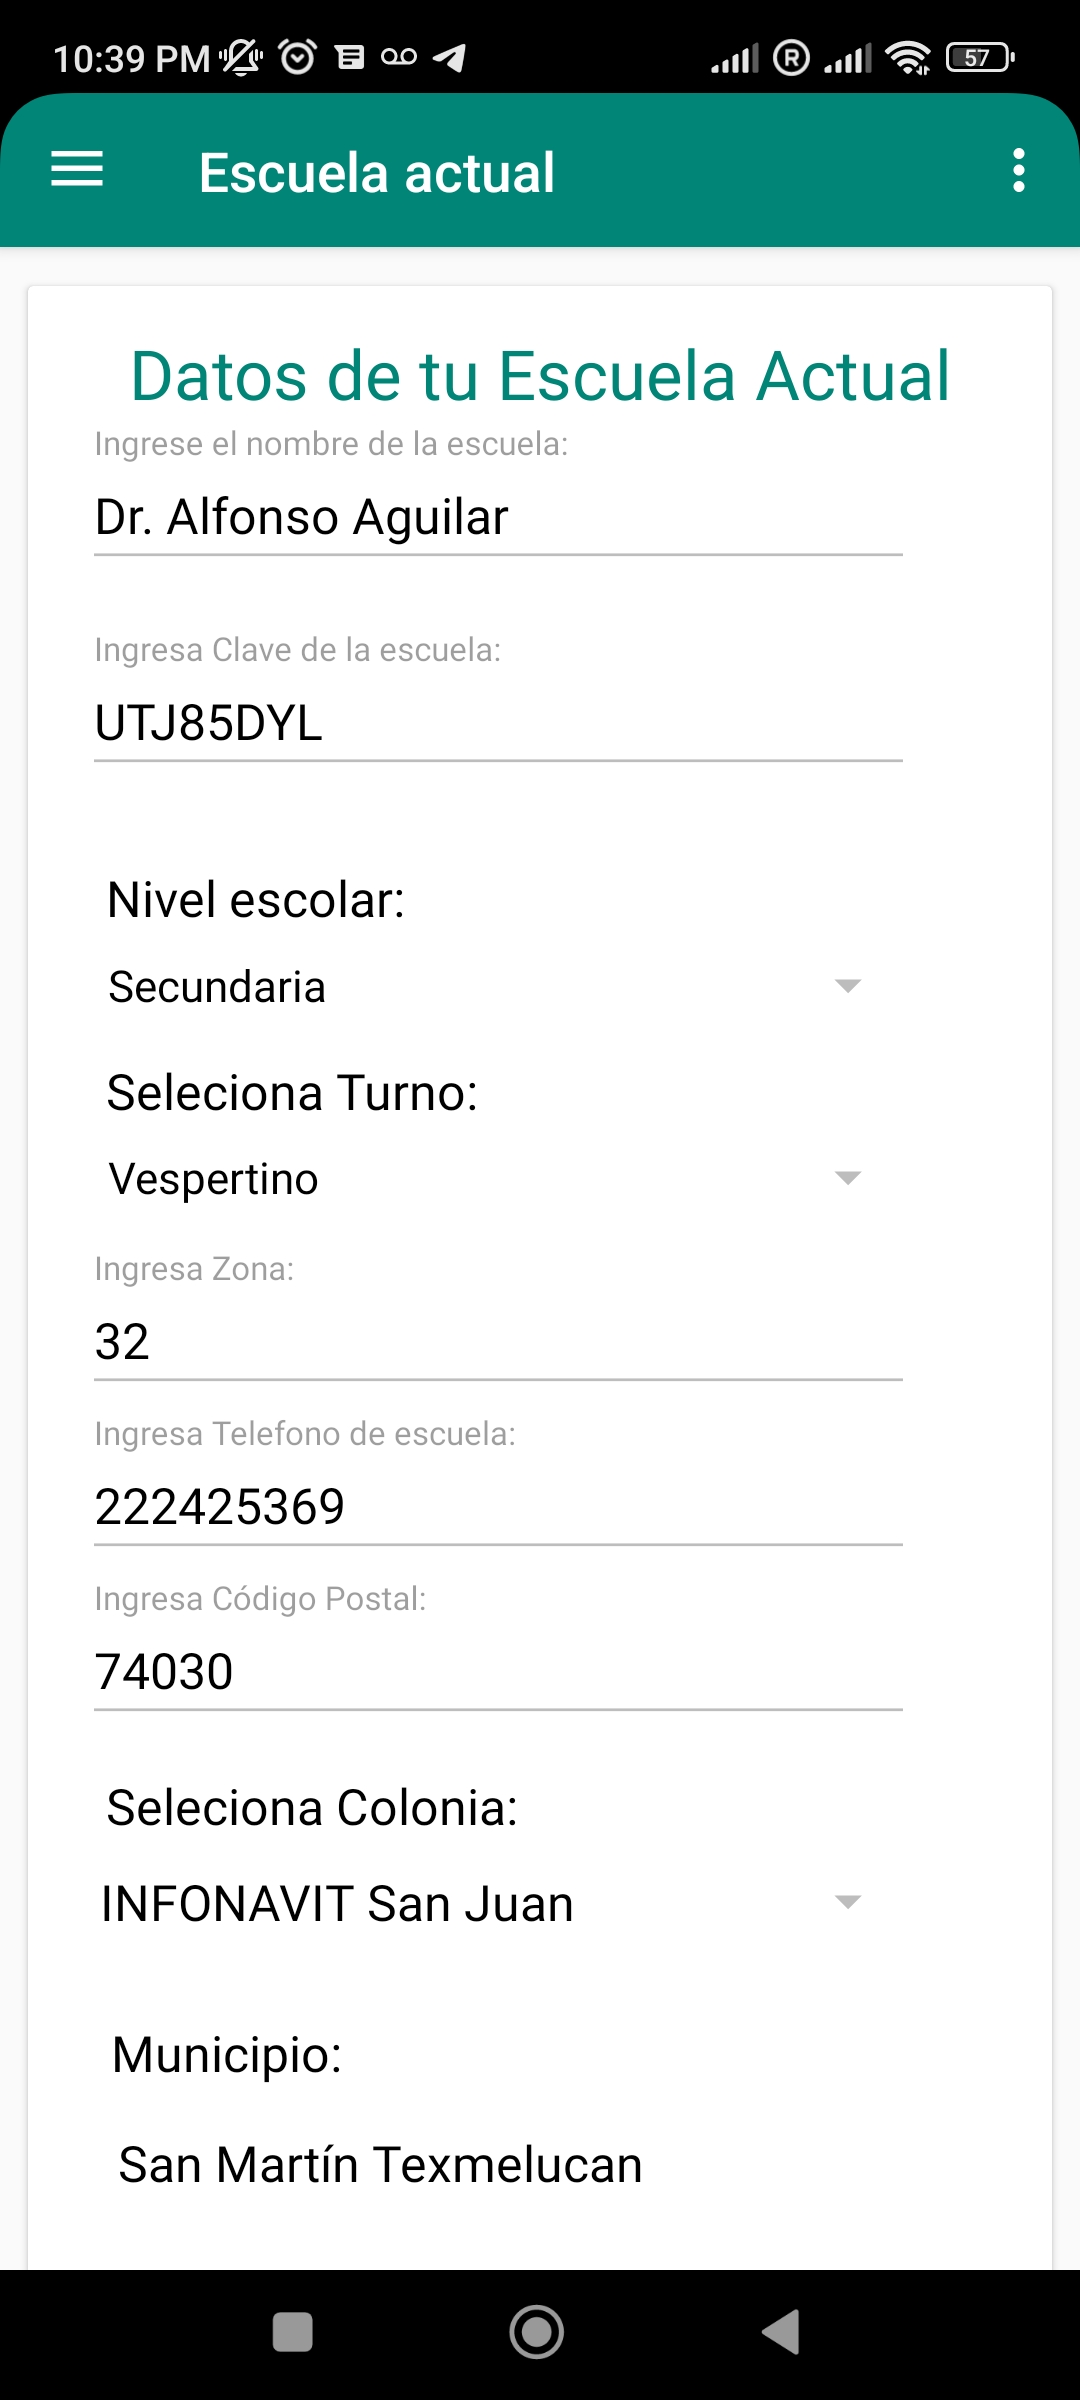 10:39 PM
57
Escuela actual
Datos de tu Escuela Actual
Ingrese el nombre de la escuela:
Dr. Alfonso Aguilar
Ingresa Clave de la escuela:
UTJ85DYL
Nivel escolar:
Secundaria
Seleciona Turno:
Vespertino
Ingresa Zona:
32
Ingresa Telefono de escuela:
222425369
Ingresa Código Postal:
74030
Seleciona Colonia:
INFONAVIT San Juan
Municipio:
San Martín Texmelucan